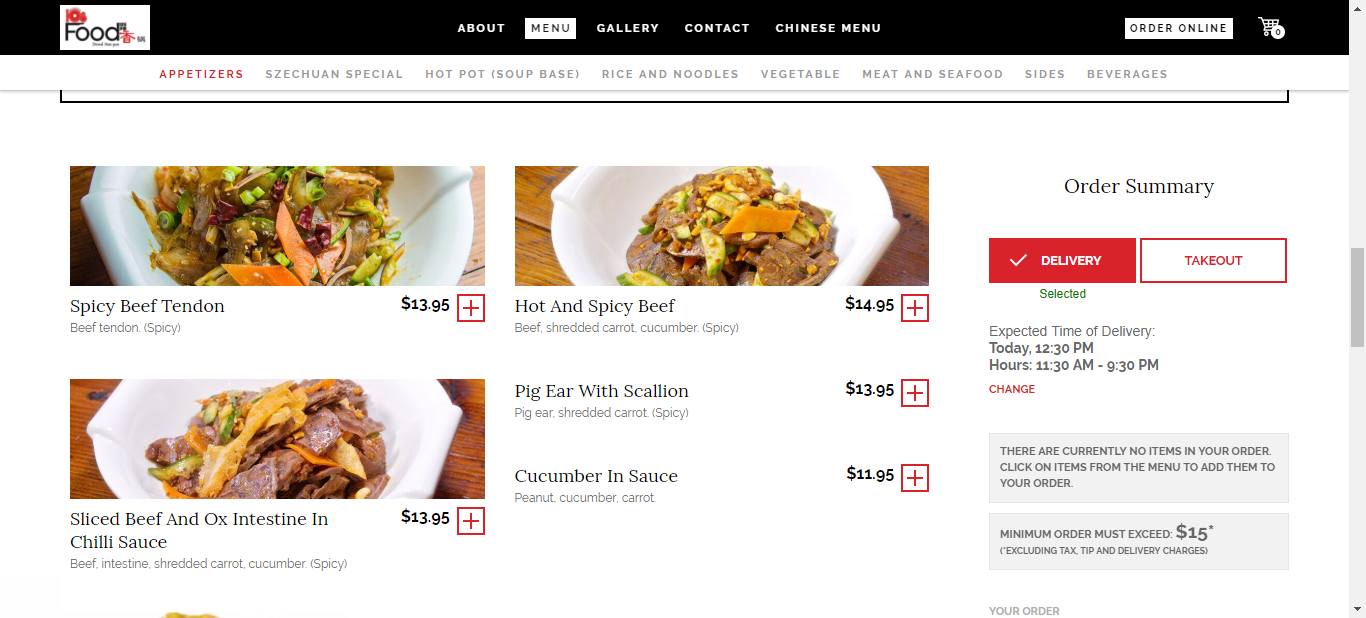 104
Food
ABOUT
MENU
GALLERY
CONTACT
CHINESE MENU
ORDER ONLINE
0
APPETIZERS
SZECHUAN SPECIAL
HOT POT (SOUP BASE)
RICE AND NOODLES
VEGETABLE
MEAT AND SEAFOOD
SIDES
BEVERAGES
Spicy Beef Tendon
$13.95
Beef tendon. (Spicy)
Hot And Spicy Beef
$14.95
Beef, shredded carrot, cucumber. (Spicy)
Sliced Beef And Ox Intestine In
Chilli Sauce
$13.95
Beef, intestine, shredded carrot, cucumber. (Spicy)
Pig Ear With Scallion
$13.95
Pig ear, shredded carrot. (Spicy)
Cucumber In Sauce
$11.95
Peanut, cucumber, carrot.
Order Summary
DELIVERY
TAKEOUT
Selected
Expected Time of Delivery:
Today, 12:30 PM
Hours: 11:30 AM - 9:30 PM
CHANGE
THERE ARE CURRENTLY NO ITEMS IN YOUR ORDER.
CLICK ON ITEMS FROM THE MENU TO ADD THEM TO
YOUR ORDER.
MINIMUM ORDER MUST EXCEED: $15*
(*EXCLUDING TAX, TIP AND DELIVERY CHARGES)
YOUR ORDER